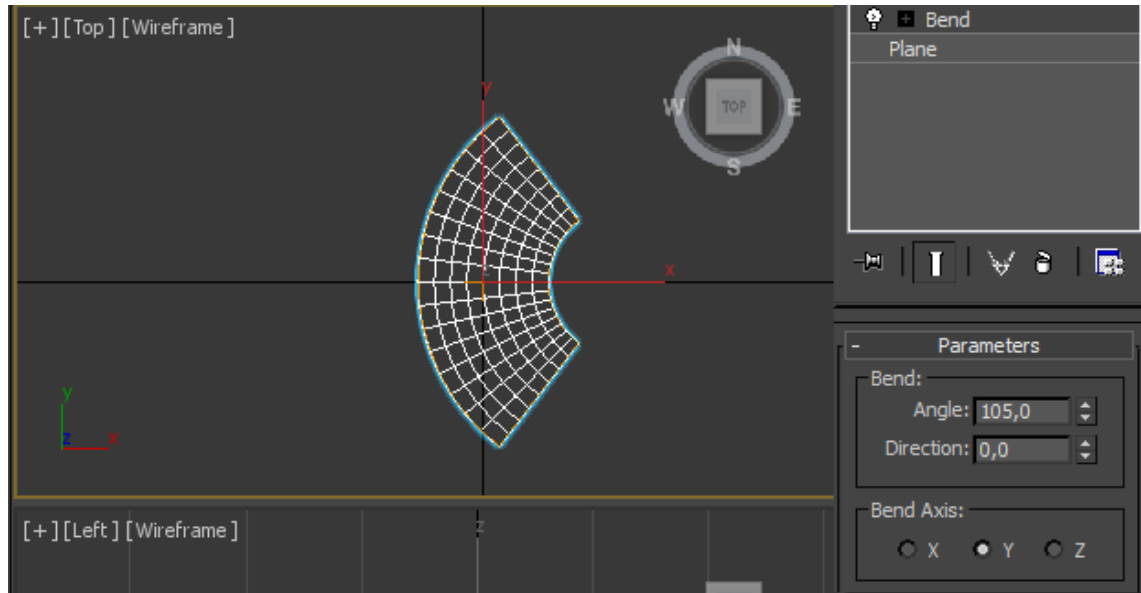 [+][Top][Wireframe]
N
W
TOP
E
S
y
x
z
y
z
x
[+][Left][Wireframe]
z
Bend
Plane
- Parameters
Bend:
Angle: 105,0
Direction: 0,0
Bend Axis:
X Y Z